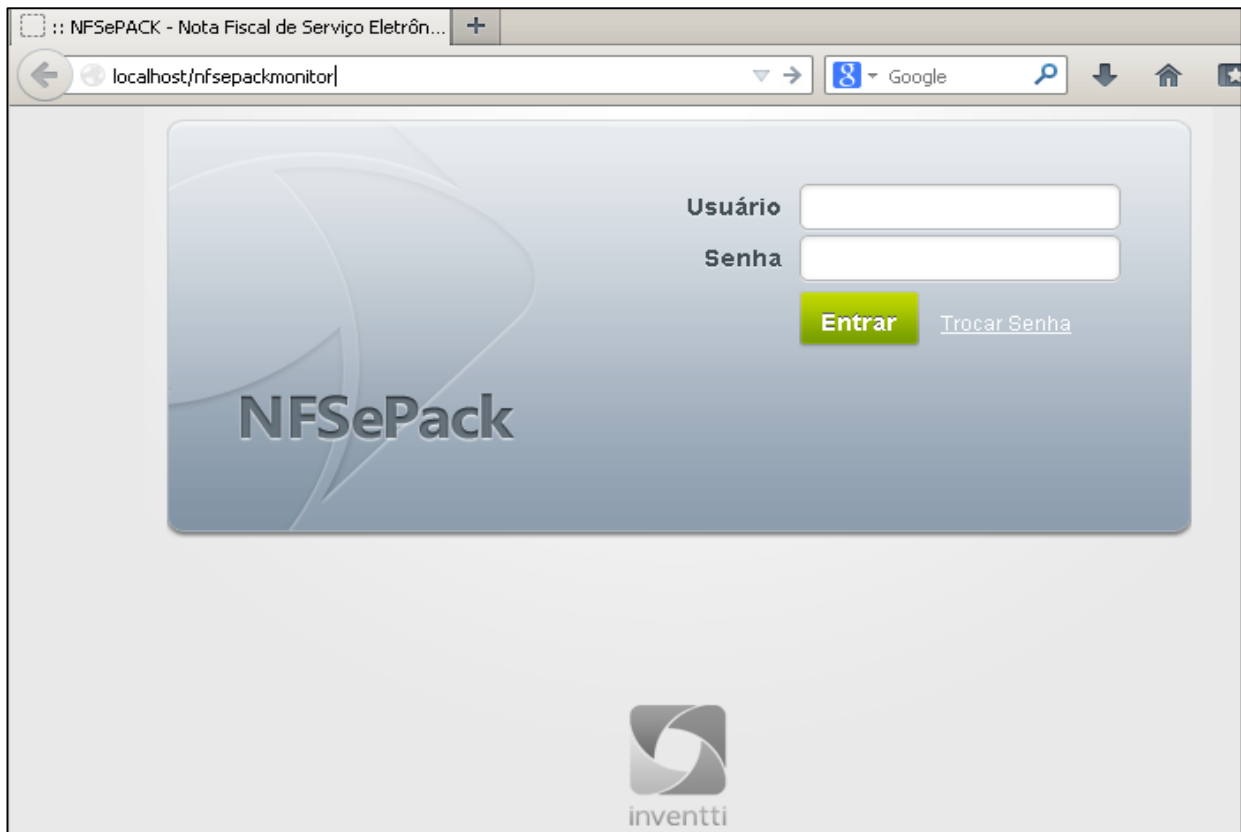 :: NFSePACK - Nota Fiscal de Serviço Eletrôn...
localhost/nfsepackmonitor
Google
Usuário
Senha
Entrar Trocar Senha
NFSePack
inventti